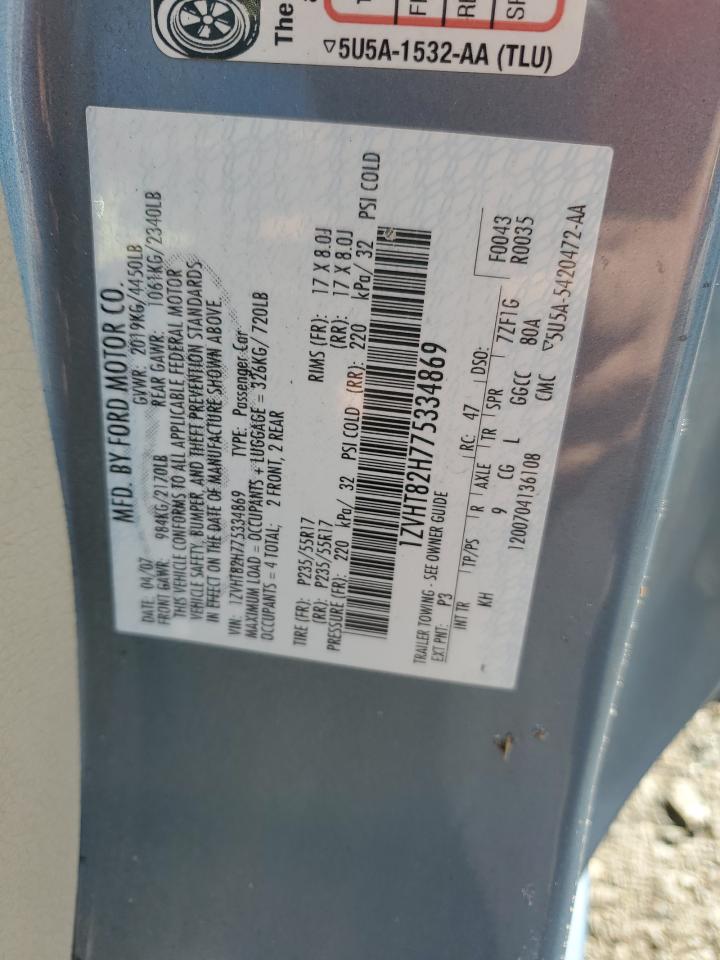 The
5U5A-1532-AA (TLU)
MFD. BY FORD MOTOR CO.
DATE: 04/07 GVWR: 2019KG/4450LB
FRONT GAWR: 984KG/2170LB REAR GAWR: 1061KG/2340LB
THIS VEHICLE CONFORMS TO ALL APPLICABLE FEDERAL MOTOR
VEHICLE SAFETY, BUMPER, AND THEFT PREVENTION STANDARDS
IN EFFECT ON THE DATE OF MANUFACTURE SHOWN ABOVE.
VIN: 1ZVHT82H775334869 TYPE: Passenger Car
MAXIMUM LOAD = OCCUPANTS + LUGGAGE = 326KG/720LB
OCCUPANTS = 4 TOTAL; 2 FRONT, 2 REAR
TIRE (FR): P235/55R17 RIMS (FR): 17 X 8.0J
(RR): P235/55R17 (RR): 17 X 8.0J
PRESSURE (FR): 220 kPa/ 32 PSI COLD (RR): 220 kPa/ 32 PSI COLD
1ZVHT82H775334869
TRAILER TOWING - SEE OWNER GUIDE
EXT PNT: P3 RC: 47 DSO: F0043
INT TR TP/PS R AXLE TR SPR 7ZF1G R0035
KH 9 CG L GGCC 80A
1200704136108 CMC 5U5A-5420472-AA